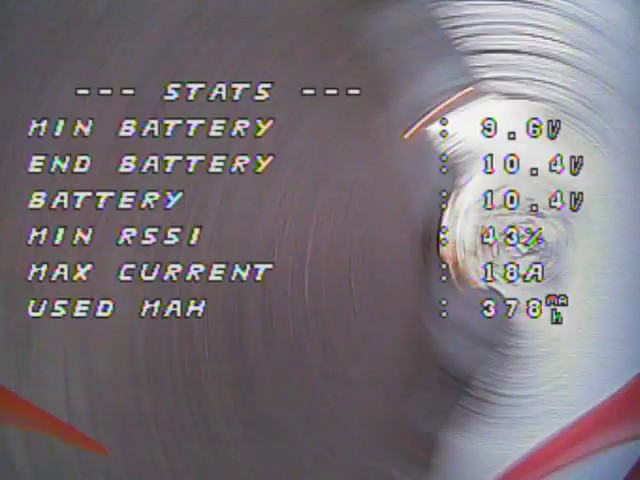 --- STATS ---
MIN BATTERY : 9.6V
END BATTERY : 10.4V
BATTERY : 10.4V
MIN RSSI : 43%
MAX CURRENT : 18A
USED MAH : 378mAh